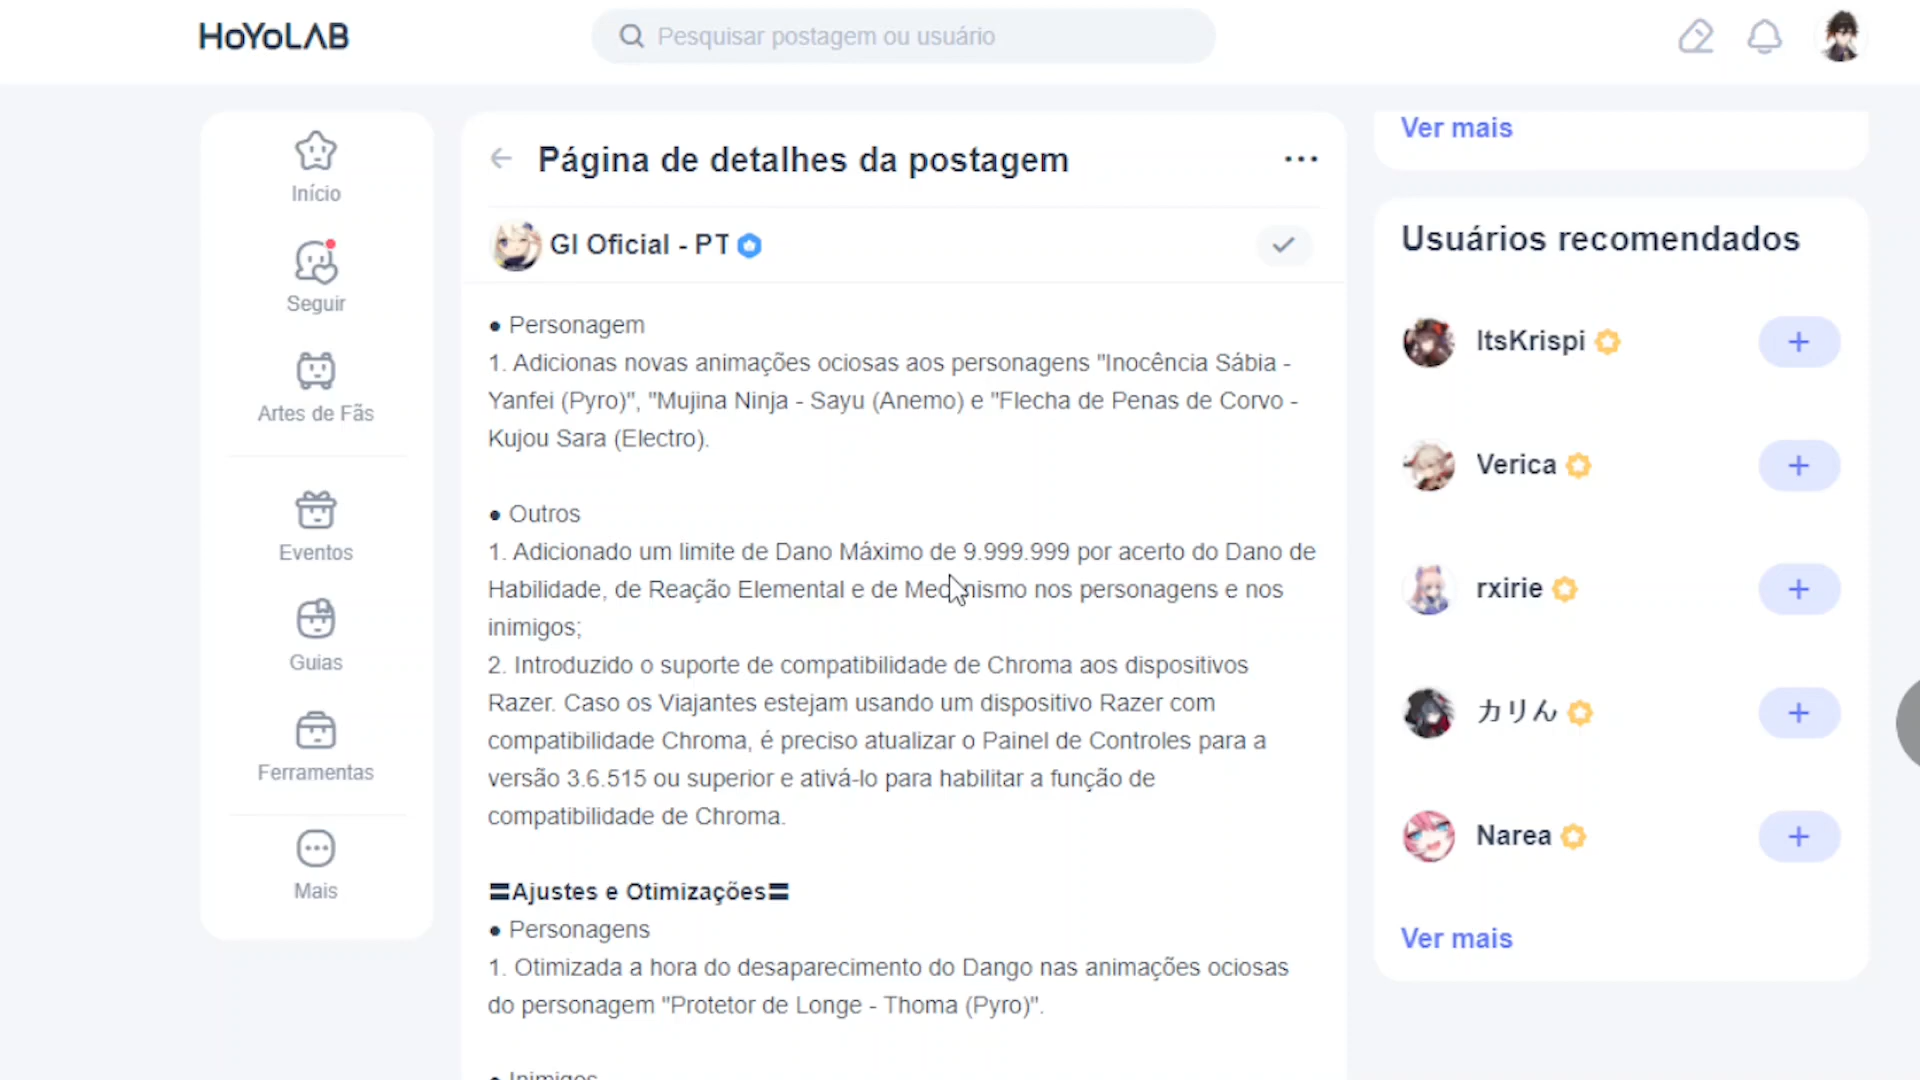 HoYoLAB
Pesquisar postagem ou usuário
Início
Seguir
Artes de Fãs
Eventos
Guias
Ferramentas
Mais
Página de detalhes da postagem
GI Oficial - PT
● Personagem
1. Adicionas novas animações ociosas aos personagens "Inocência Sábia -
Yanfei (Pyro)", "Mujina Ninja - Sayu (Anemo) e "Flecha de Penas de Corvo -
Kujou Sara (Electro).
● Outros
1. Adicionado um limite de Dano Máximo de 9.999.999 por acerto do Dano de
Habilidade, de Reação Elemental e de Mecanismo nos personagens e nos
inimigos;
2. Introduzido o suporte de compatibilidade de Chroma aos dispositivos
Razer. Caso os Viajantes estejam usando um dispositivo Razer com
compatibilidade Chroma, é preciso atualizar o Painel de Controles para a
versão 3.6.515 ou superior e ativá-lo para habilitar a função de
compatibilidade de Chroma.
〓Ajustes e Otimizações〓
● Personagens
1. Otimizada a hora do desaparecimento do Dango nas animações ociosas
do personagem "Protetor de Longe - Thoma (Pyro)".
● Inimigos
Ver mais
Usuários recomendados
ItsKrispi
Verica
rxirie
カリん
Narea
Ver mais